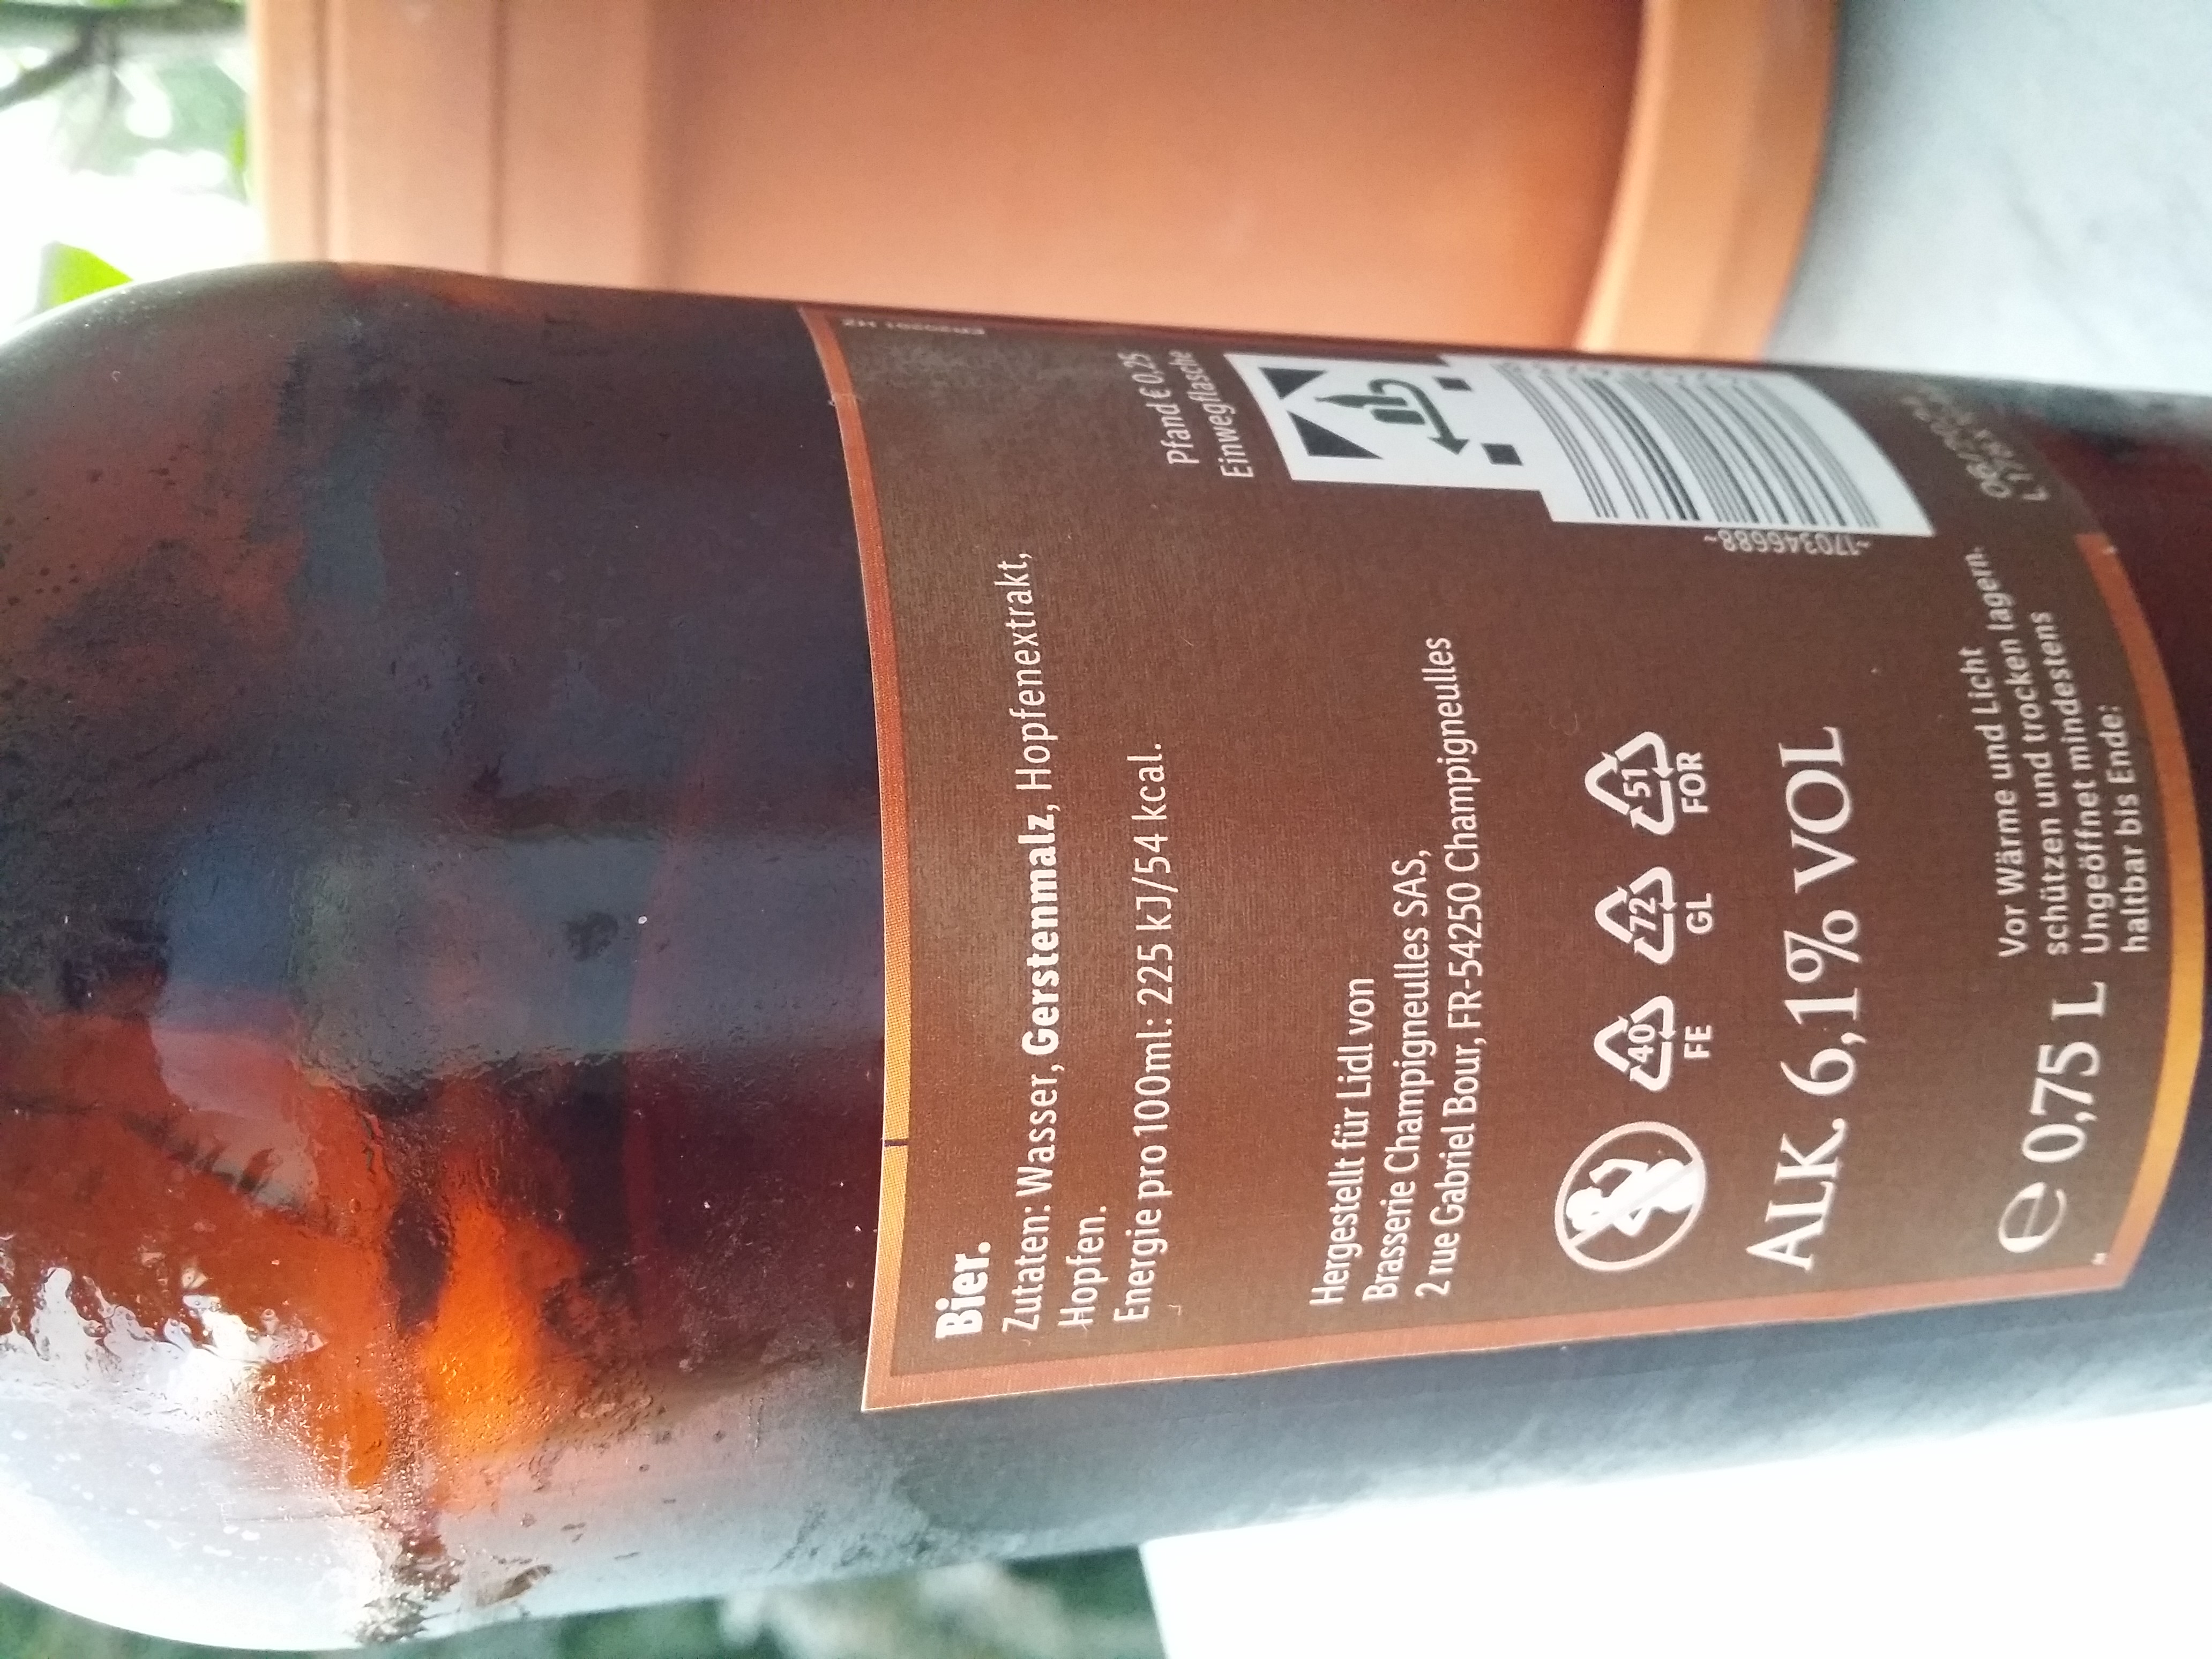 Bier.
Zutaten: Wasser, Gerstenmalz, Hopfenextrakt,
Hopfen.
Energie pro 100ml: 225 kJ/54 kcal.
Pfand € 0,25
Einwegflasche
Hergestellt für Lidl von
Brasserie Champigneulles SAS,
2 rue Gabriel Bour, FR-54250 Champigneulles
40
FE
72
GL
51
FOR
ALK. 6,1% VOL
e 0,75 L
Vor Wärme und Licht
schützen und trocken lagern.
Ungeöffnet mindestens
haltbar bis Ende: